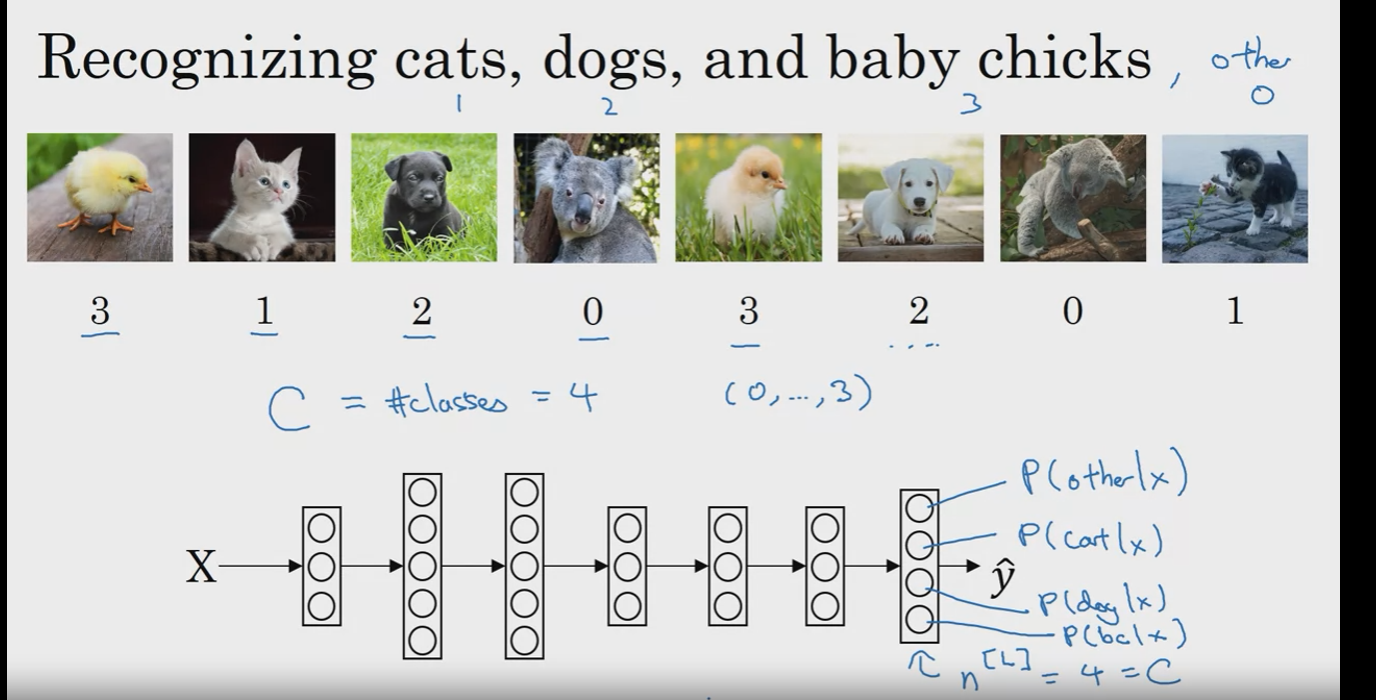 Recognizing cats, dogs, and baby chicks, other
1 2 3 0
3 1 2 0 3 2 0 1
C = #classes = 4 (0,...,3)
P(other|x)
P(cat|x)
X
ŷ
P(dog|x)
P(bc|x)
n^[L] = 4 = C